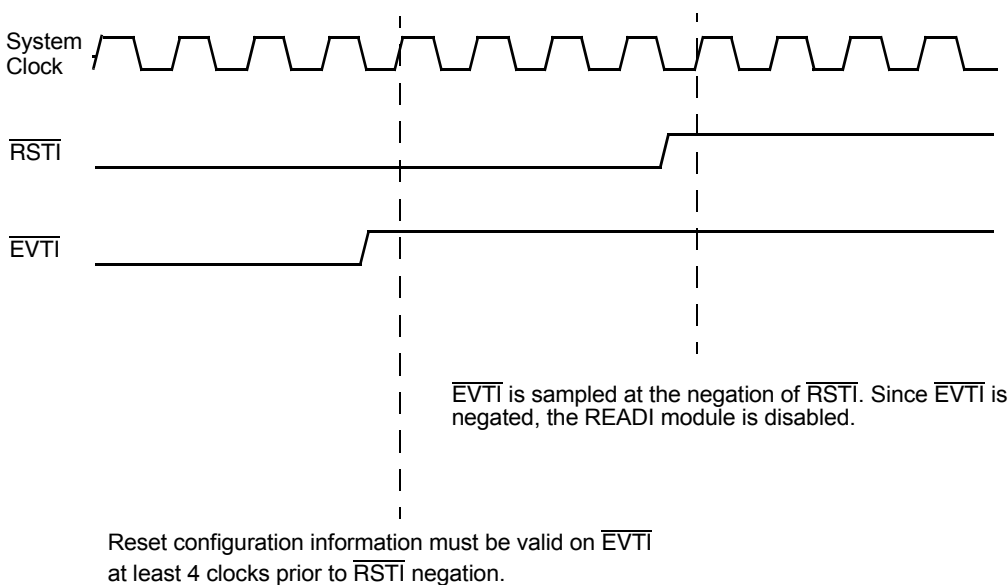 System
Clock
RSTI
EVTI
EVTI is sampled at the negation of RSTI. Since EVTI is
negated, the READI module is disabled.
Reset configuration information must be valid on EVTI
at least 4 clocks prior to RSTI negation.